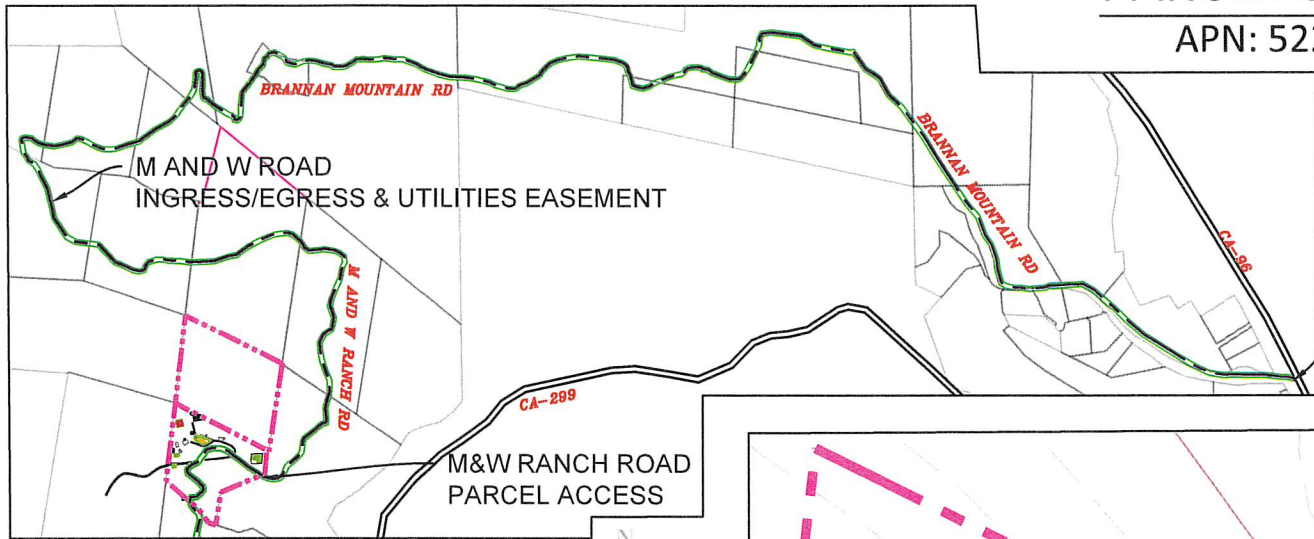 APN: 522
BRANNAN MOUNTAIN RD
M AND W ROAD
INGRESS/EGRESS & UTILITIES EASEMENT
BRANNAN MOUNTAIN RD
CA-96
M AND W RANCH RD
CA-299
M&W RANCH ROAD
PARCEL ACCESS
N